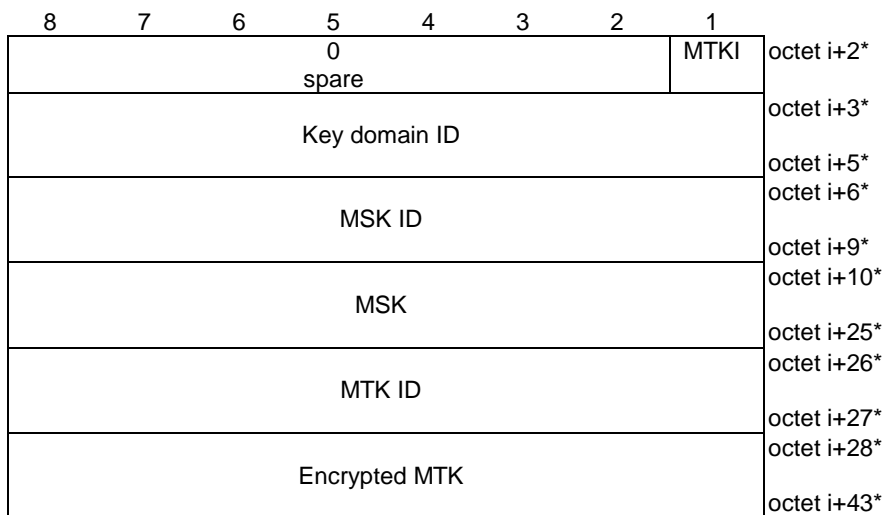 8 7 6 5 4 3 2 1
0 MTKI octet i+2*
spare
octet i+3*
Key domain ID
octet i+5*
octet i+6*
MSK ID
octet i+9*
octet i+10*
MSK
octet i+25*
octet i+26*
MTK ID
octet i+27*
octet i+28*
Encrypted MTK
octet i+43*